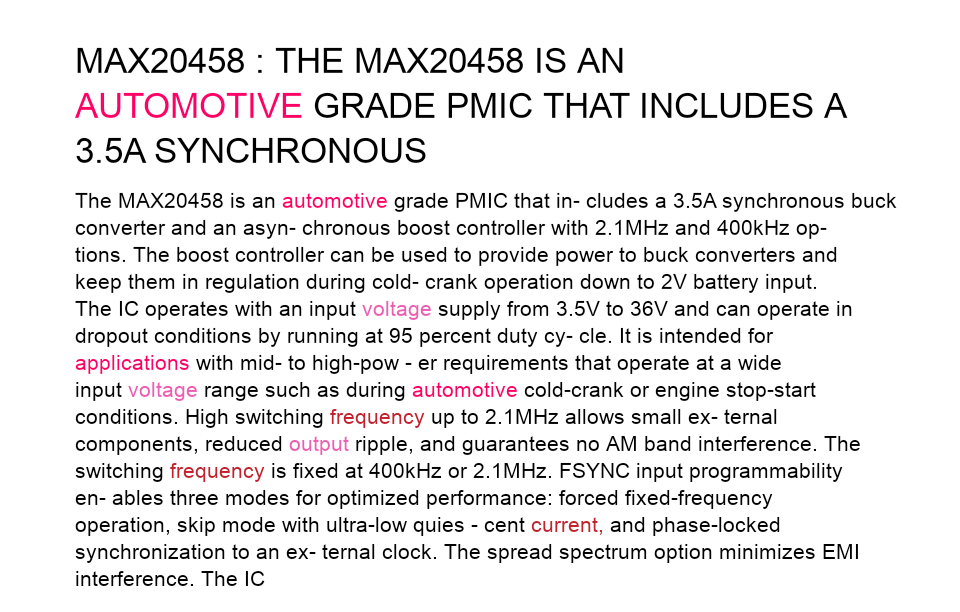 MAX20458 : THE MAX20458 IS AN
AUTOMOTIVE GRADE PMIC THAT INCLUDES A
3.5A SYNCHRONOUS
The MAX20458 is an automotive grade PMIC that in- cludes a 3.5A synchronous buck
converter and an asyn- chronous boost controller with 2.1MHz and 400kHz op-
tions. The boost controller can be used to provide power to buck converters and
keep them in regulation during cold- crank operation down to 2V battery input.
The IC operates with an input voltage supply from 3.5V to 36V and can operate in
dropout conditions by running at 95 percent duty cy- cle. It is intended for
applications with mid- to high-pow - er requirements that operate at a wide
input voltage range such as during automotive cold-crank or engine stop-start
conditions. High switching frequency up to 2.1MHz allows small ex- ternal
components, reduced output ripple, and guarantees no AM band interference. The
switching frequency is fixed at 400kHz or 2.1MHz. FSYNC input programmability
en- ables three modes for optimized performance: forced fixed-frequency
operation, skip mode with ultra-low quies - cent current, and phase-locked
synchronization to an ex- ternal clock. The spread spectrum option minimizes EMI
interference. The IC